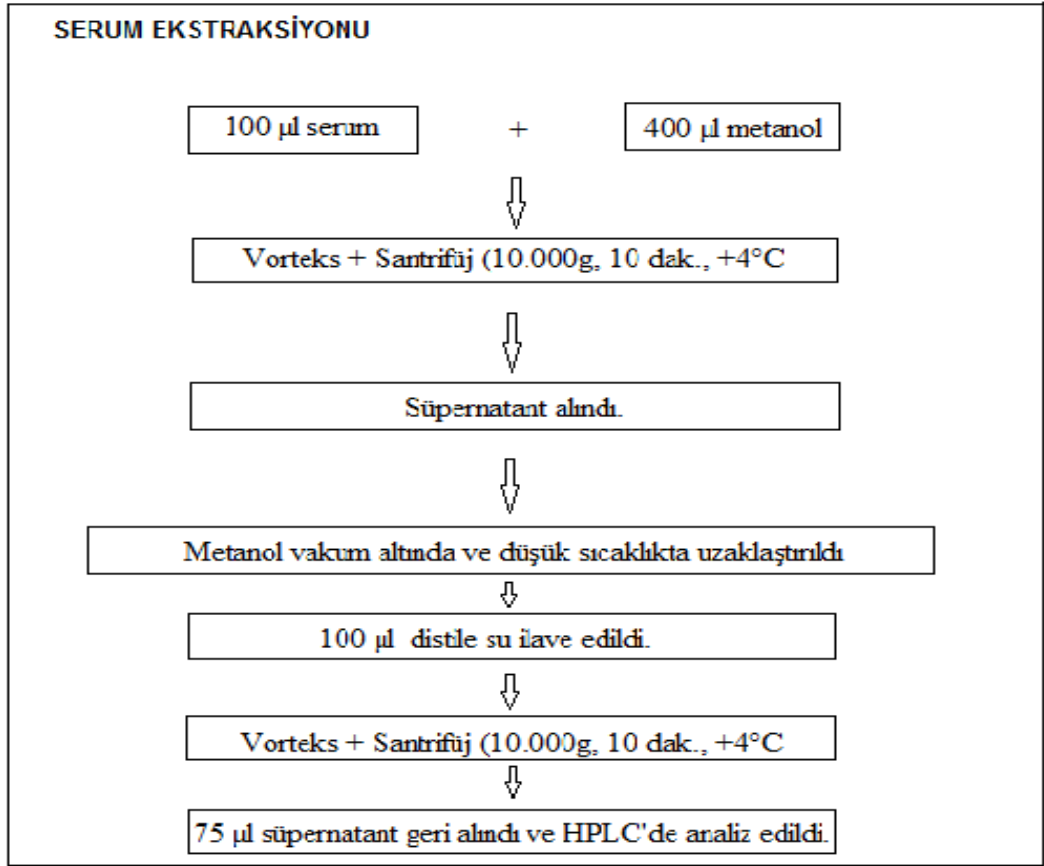 SERUM EKSTRAKSİYONU
100 µl serum + 400 µl metanol
Vorteks + Santrifüj (10.000g, 10 dak., +4°C
Süpernatant alındı.
Metanol vakum altında ve düşük sıcaklıkta uzaklaştırıldı
100 µl distile su ilave edildi.
Vorteks + Santrifüj (10.000g, 10 dak., +4°C
75 µl süpernatant geri alındı ve HPLC'de analiz edildi.